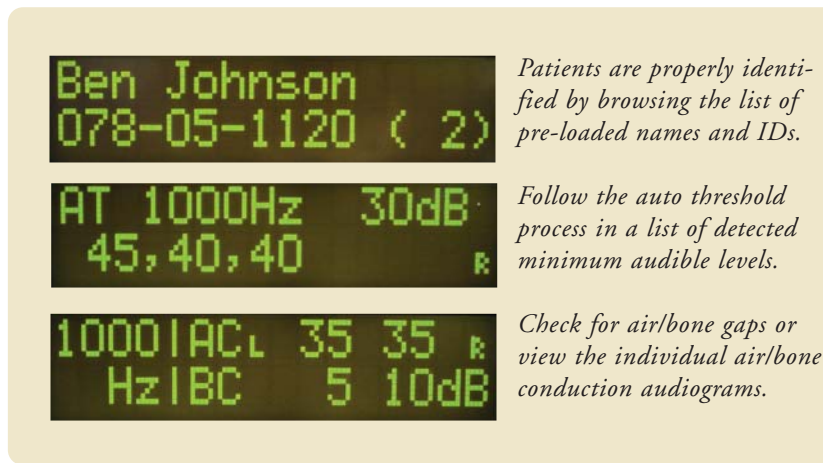 Ben Johnson
078-05-1120 ( 2)
Patients are properly identi-
fied by browsing the list of
pre-loaded names and IDs.
AT 1000Hz 30dB
45,40,40 R
Follow the auto threshold
process in a list of detected
minimum audible levels.
1000|ACL 35 35 R
Hz|BC 5 10dB
Check for air/bone gaps or
view the individual air/bone
conduction audiograms.